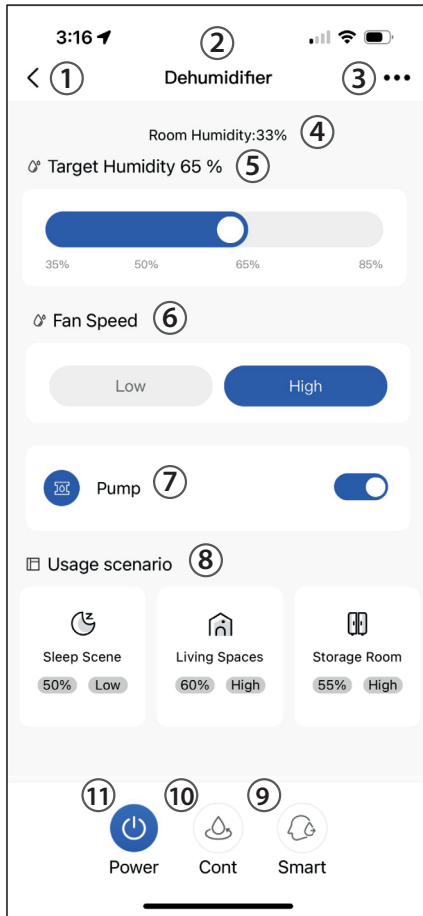 3:16
②
① Dehumidifier ③
Room Humidity:33% ④
Target Humidity 65 % ⑤
35% 50% 65% 85%
Fan Speed ⑥
Low High
Pump ⑦
Usage scenario ⑧
Sleep Scene Living Spaces Storage Room
50% Low 60% High 55% High
⑪ ⑩ ⑨
Power Cont Smart